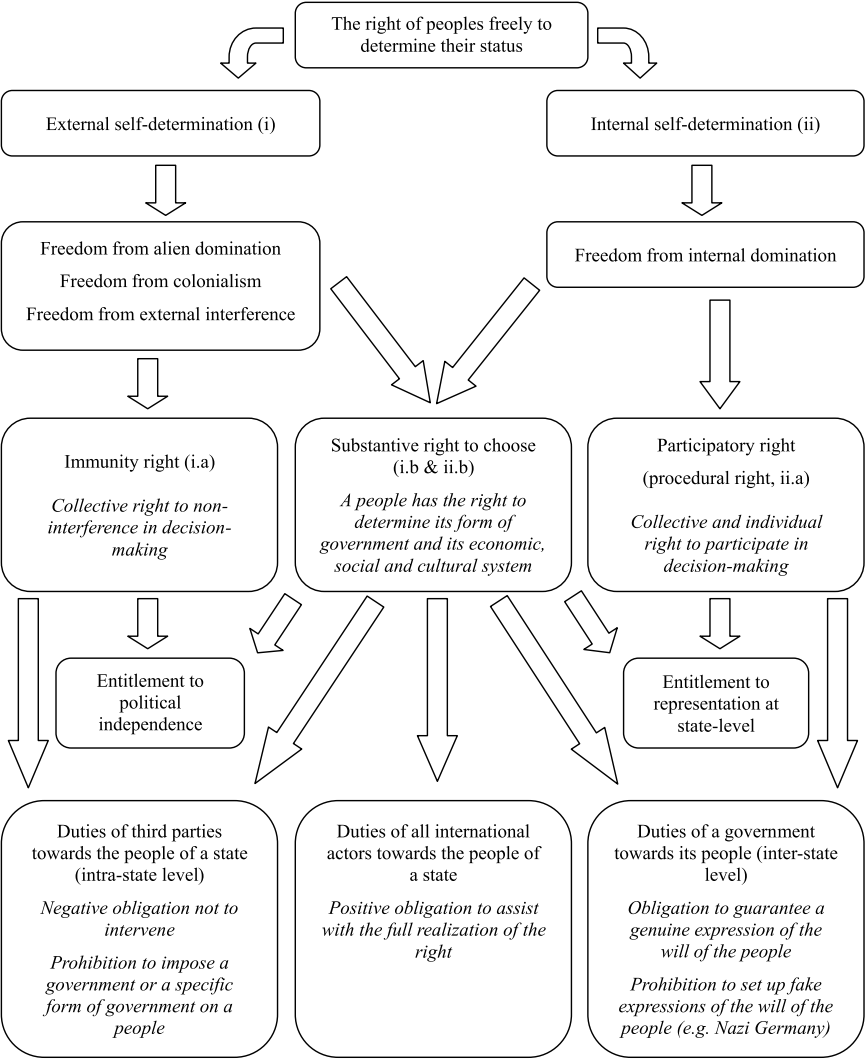 The right of peoples freely to
determine their status
External self-determination (i)
Internal self-determination (ii)
Freedom from alien domination
Freedom from colonialism
Freedom from external interference
Freedom from internal domination
Immunity right (i.a)
Collective right to non-
interference in decision-
making
Substantive right to choose
(i.b & ii.b)
A people has the right to
determine its form of
government and its economic,
social and cultural system
Participatory right
(procedural right, ii.a)
Collective and individual
right to participate in
decision-making
Entitlement to
political
independence
Entitlement to
representation at
state-level
Duties of third parties
towards the people of a state
(intra-state level)
Negative obligation not to
intervene
Prohibition to impose a
government or a specific
form of government on a
people
Duties of all international
actors towards the people of
a state
Positive obligation to assist
with the full realization of the
right
Duties of a government
towards its people (inter-state
level)
Obligation to guarantee a
genuine expression of the
will of the people
Prohibition to set up fake
expressions of the will of the
people (e.g. Nazi Germany)